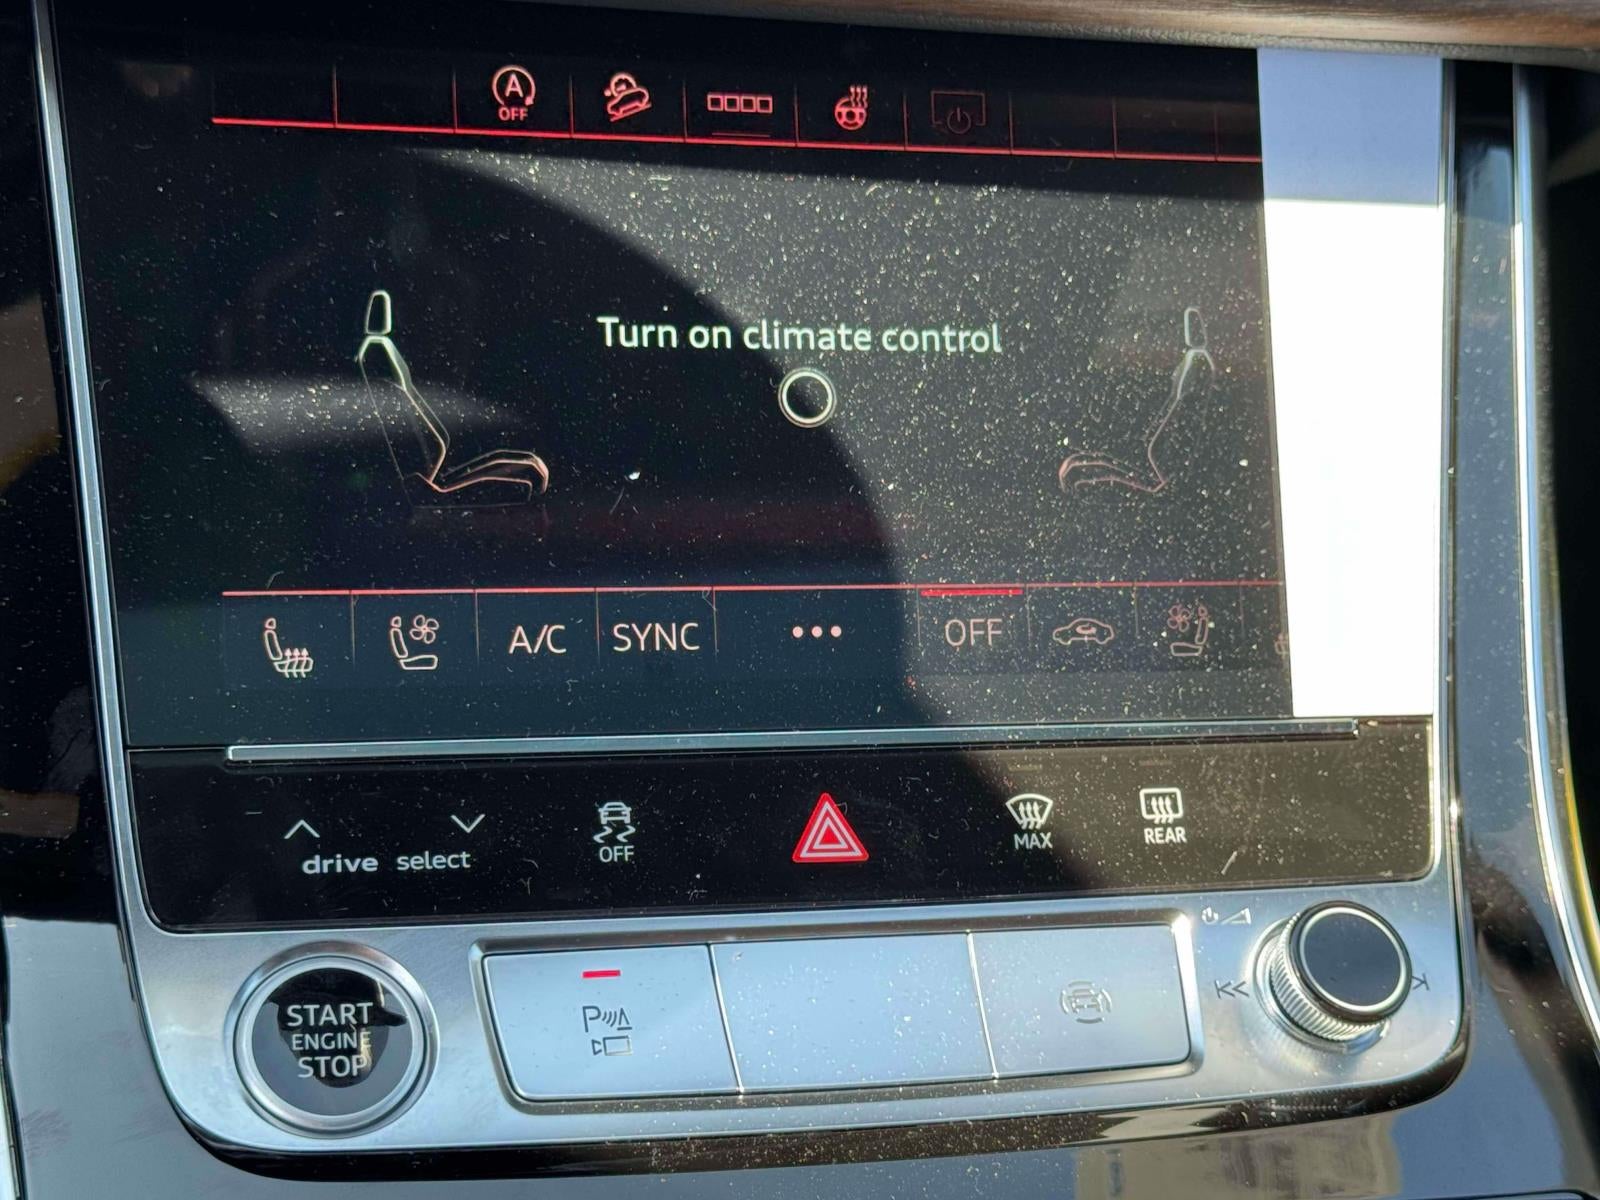 A
OFF
Turn on climate control
A/C SYNC ... OFF
drive select
OFF
MAX
REAR
START
ENGINE
STOP
P